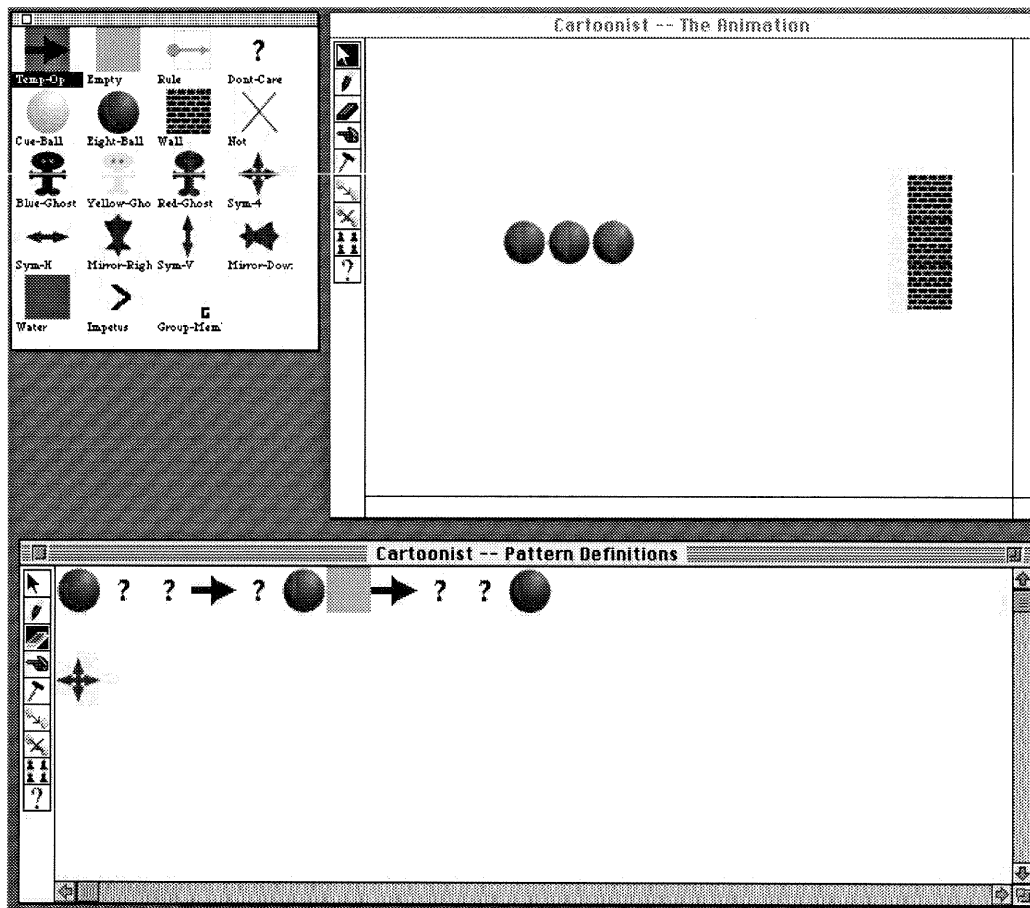 Cartoonist -- The Animation
?
Temp-Op Empty Rule Dont-Care
Cue-Ball Eight-Ball Wall Not
Blue-Ghost Yellow-Gho Red-Ghost Sym-4
Sym-H Mirror-Righ Sym-V Mirror-Dow
G
Water Impetus Group-Mem
?
Cartoonist -- Pattern Definitions
? ? ? ? ?
?